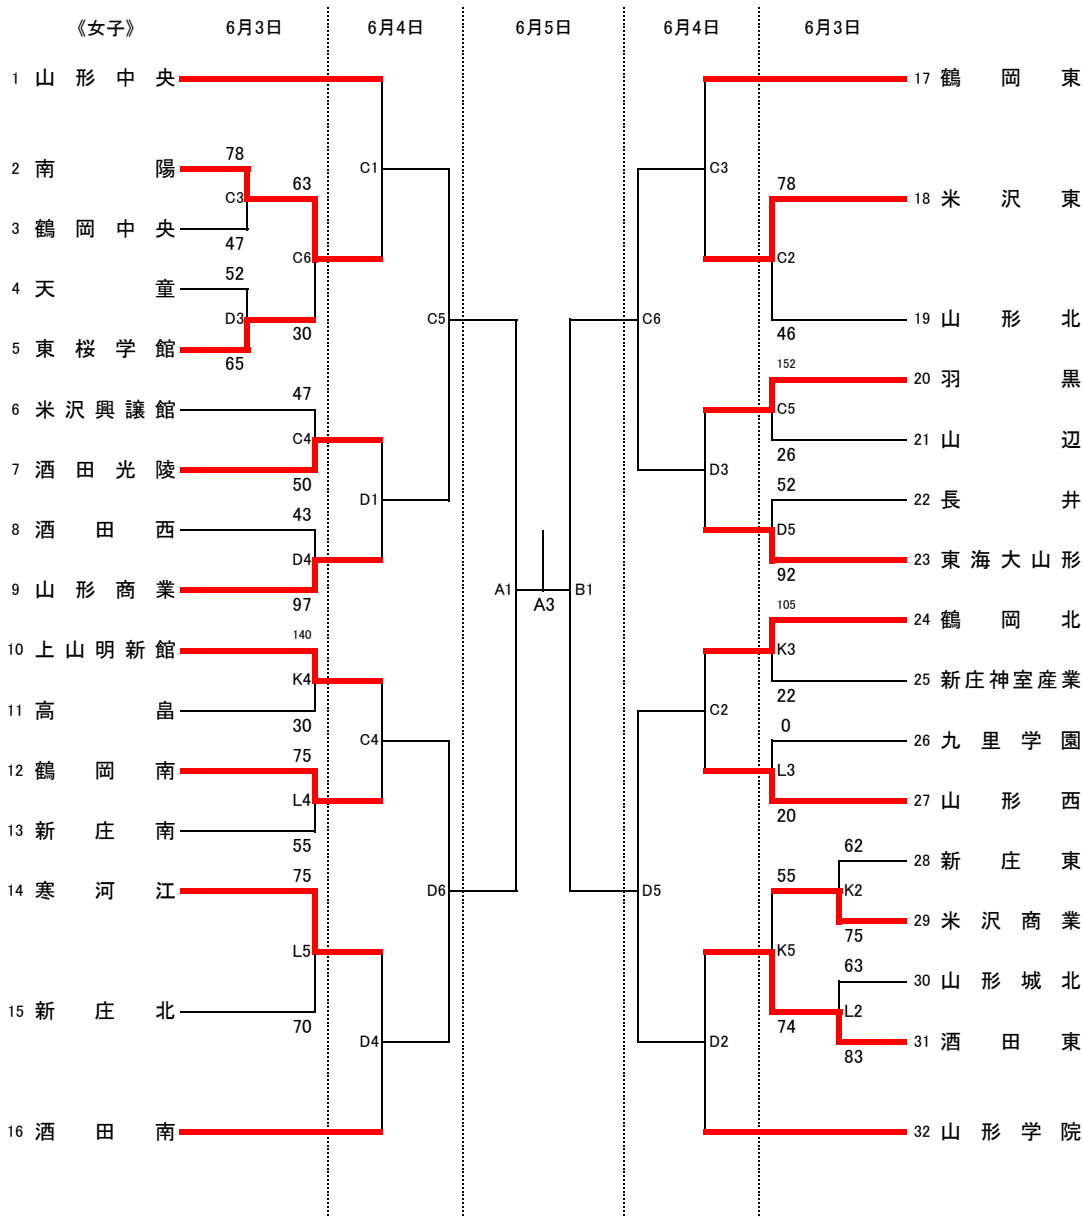 《女子》 6月3日 6月4日 6月5日 6月4日 6月3日
1 山形中央
17 鶴岡東
78
2 南陽
C1
C3
63
78
C3
18 米沢東
3 鶴岡中央
47
C6
C2
52
4 天童
D3
C5
C6
30
46
19 山形北
5 東桜学館
65
152
20 羽黒
47
6 米沢興譲館
C5
C4
21 山辺
26
7 酒田光陵
D3
50
52
D1
22 長井
43
8 酒田西
D5
D4
23 東海大山形
92
9 山形商業
A1
B1
97
A3
105
24 鶴岡北
140
10 上山明新館
K3
K4
25 新庄神室産業
22
11 高畠
C2
30
0
C4
26 九里学園
75
12 鶴岡南
L3
L4
27 山形西
20
13 新庄南
55
62
28 新庄東
75
55
14 寒河江
D6
D5
K2
29 米沢商業
75
L5
K5
63
30 山形城北
15 新庄北
L2
70
74
D4
D2
31 酒田東
83
16 酒田南
32 山形学院